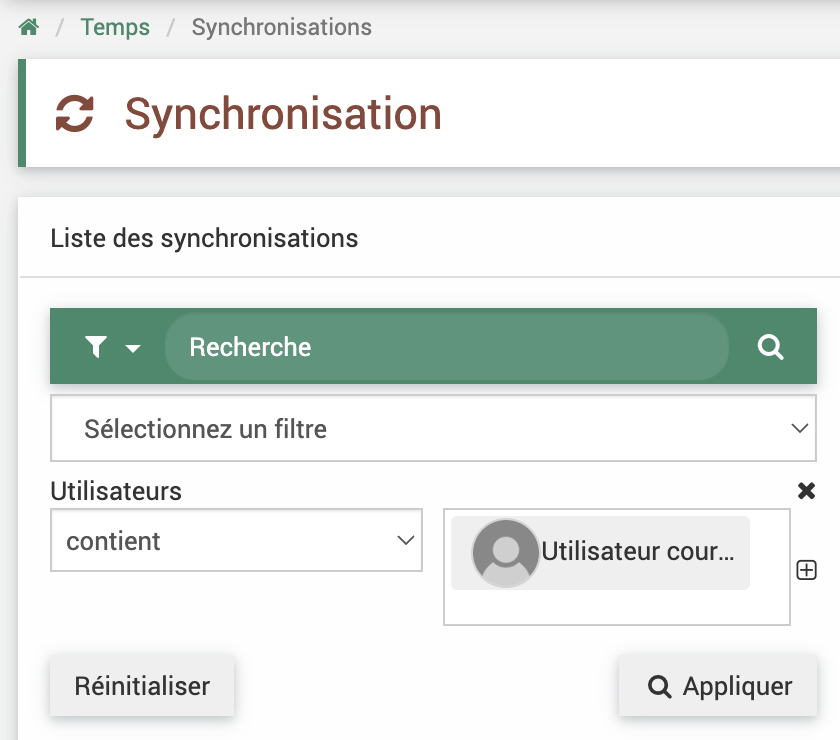 / Temps / Synchronisations
Synchronisation
Liste des synchronisations
Recherche
Sélectionnez un filtre
Utilisateurs
contient
Utilisateur cour...
Réinitialiser
Appliquer